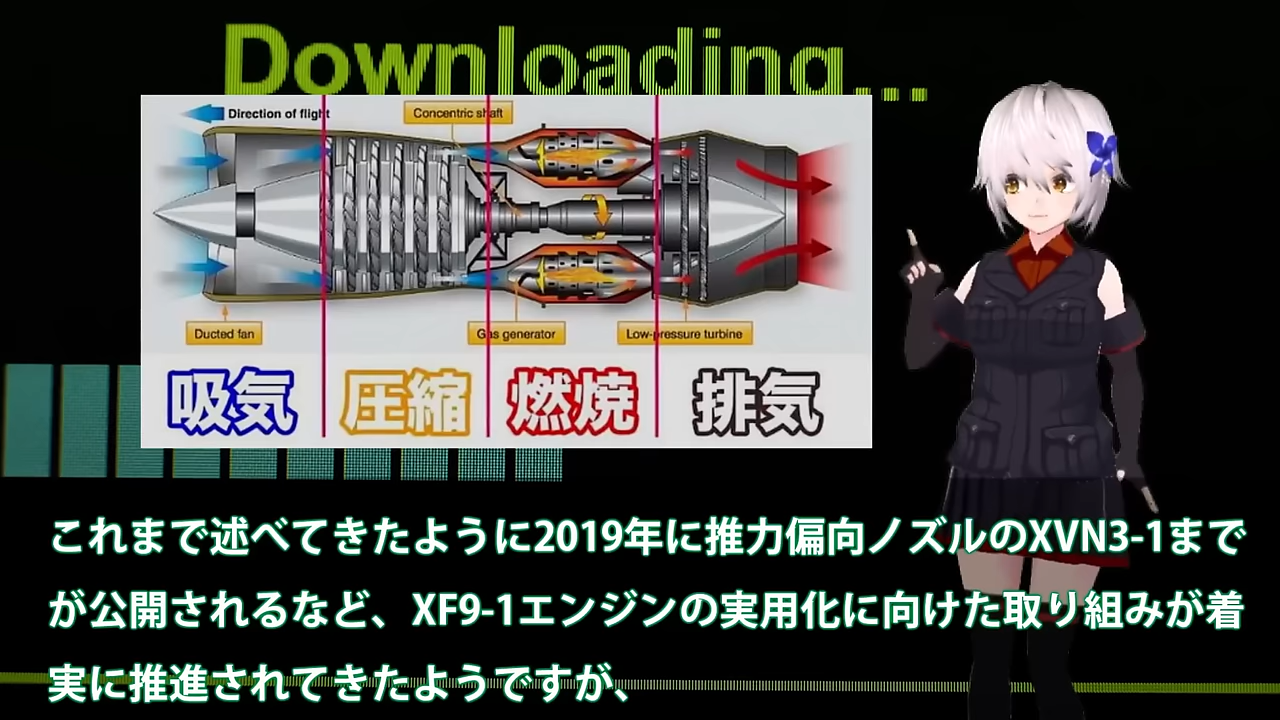 Downloading...
Direction of flight
Concentric shaft
Ducted fan
Gas generator
Low-pressure turbine
吸気
圧縮
燃焼
排気
これまで述べてきたように2019年に推力偏向ノズルのXVN3-1まで
が公開されるなど、XF9-1エンジンの実用化に向けた取り組みが着
実に推進されてきたようですが、